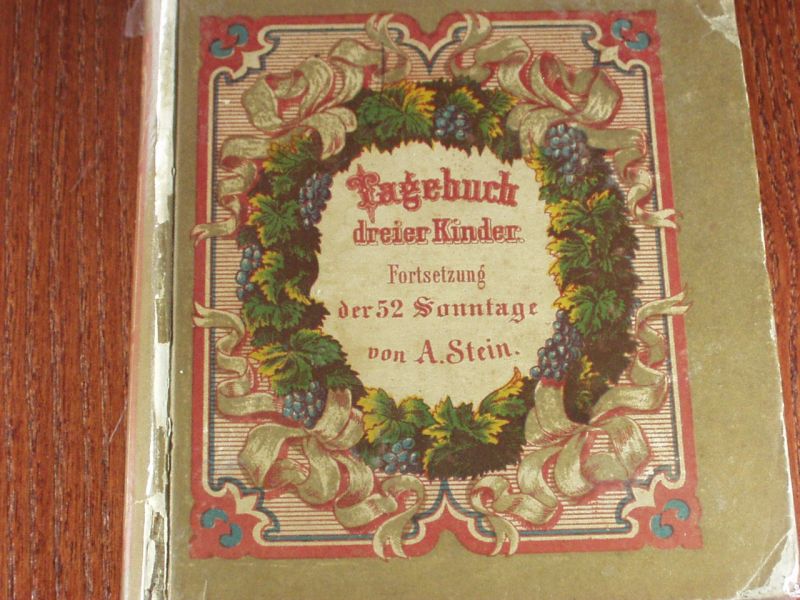 Tagebuch
dreier Kinder.
Fortsetzung
der 52 Sonntage
von A. Stein.